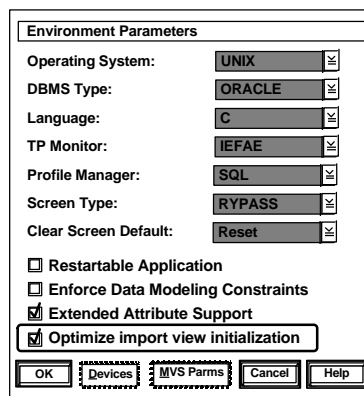 Environment Parameters
Operating System: UNIX
DBMS Type: ORACLE
Language: C
TP Monitor: IEFAE
Profile Manager: SQL
Screen Type: RYPASS
Clear Screen Default: Reset
Restartable Application
Enforce Data Modeling Constraints
Extended Attribute Support
Optimize import view initialization
OK Devices MVS Parms Cancel Help